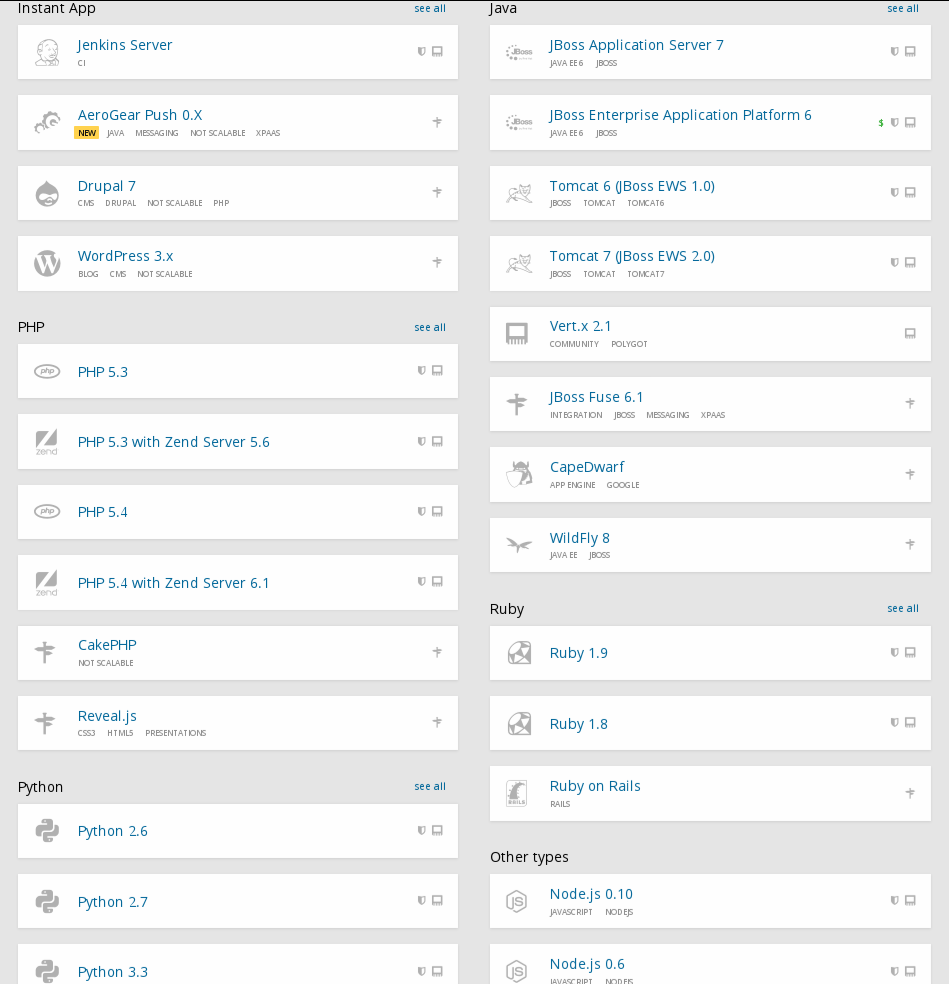 Instant App see all
Jenkins Server
CI
AeroGear Push 0.X
NEW JAVA MESSAGING NOT SCALABLE XPAAS
Drupal 7
CMS DRUPAL NOT SCALABLE PHP
WordPress 3.x
BLOG CMS NOT SCALABLE
PHP see all
php PHP 5.3
zend PHP 5.3 with Zend Server 5.6
php PHP 5.4
zend PHP 5.4 with Zend Server 6.1
CakePHP
NOT SCALABLE
Reveal.js
CSS3 HTML5 PRESENTATIONS
Python see all
Python 2.6
Python 2.7
Python 3.3
Java see all
JBoss JBoss Application Server 7
JAVA EE 6 JBOSS
JBoss JBoss Enterprise Application Platform 6 $
JAVA EE 6 JBOSS
Tomcat 6 (JBoss EWS 1.0)
JBOSS TOMCAT TOMCAT6
Tomcat 7 (JBoss EWS 2.0)
JBOSS TOMCAT TOMCAT7
Vert.x 2.1
COMMUNITY POLYGOT
JBoss Fuse 6.1
INTEGRATION JBOSS MESSAGING XPAAS
CapeDwarf
APP ENGINE GOOGLE
WildFly 8
JAVA EE JBOSS
Ruby see all
Ruby 1.9
Ruby 1.8
Ruby on Rails
RAILS RAILS
Other types
JS Node.js 0.10
JAVASCRIPT NODEJS
JS Node.js 0.6
JAVASCRIPT NODEJS